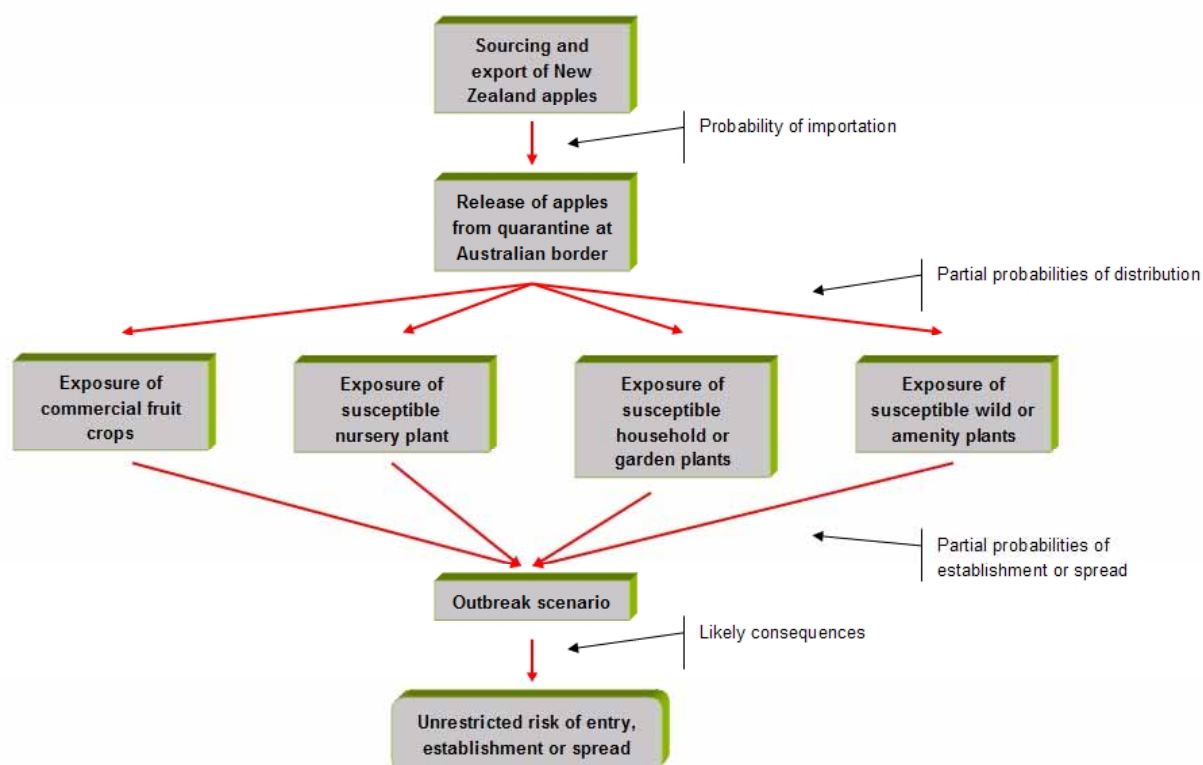 Sourcing and
export of New
Zealand apples
Probability of importation
Release of apples
from quarantine at
Australian border
Partial probabilities of distribution
Exposure of
commercial fruit
crops
Exposure of
susceptible
nursery plant
Exposure of
susceptible
household or
garden plants
Exposure of
susceptible wild or
amenity plants
Partial probabilities of
establishment or spread
Outbreak scenario
Likely consequences
Unrestricted risk of entry,
establishment or spread